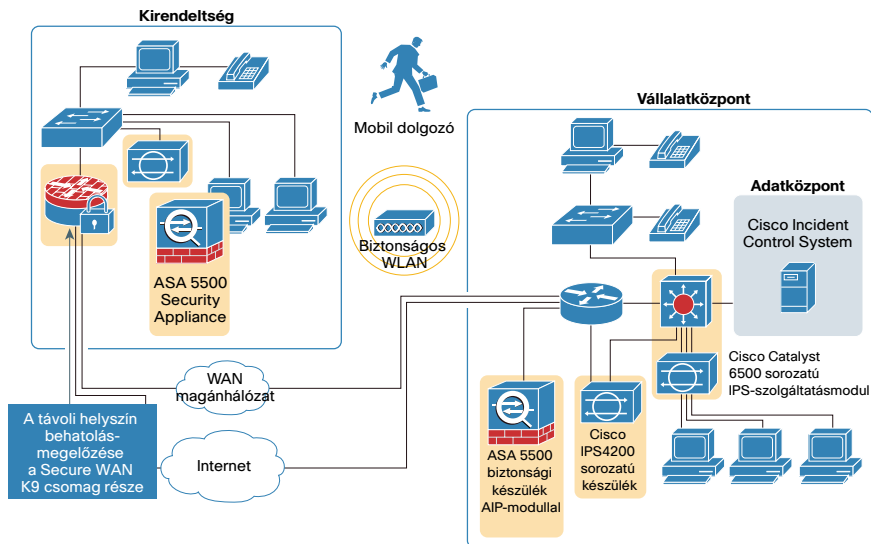 Kirendeltség
Mobil dolgozó
Biztonságos
WLAN
ASA 5500
Security
Appliance
WAN
magánhálózat
Internet
A távoli helyszín
behatolás-
megelőzése
a Secure WAN
K9 csomag része
Vállalatközpont
Adatközpont
Cisco Incident
Control System
Cisco Catalyst
6500 sorozatú
IPS-szolgáltatásmodul
ASA 5500
biztonsági
készülék
AIP-modullal
Cisco
IPS4200
sorozatú
készülék